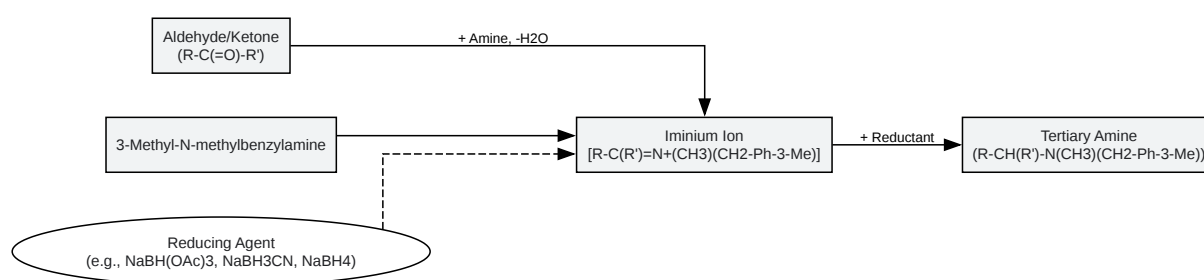 Aldehyde/Ketone
(R-C(=O)-R')
+ Amine, -H2O
3-Methyl-N-methylbenzylamine
Iminium Ion
[R-C(R')=N+(CH3)(CH2-Ph-3-Me)]
+ Reductant
Tertiary Amine
(R-CH(R')-N(CH3)(CH2-Ph-3-Me))
Reducing Agent
(e.g., NaBH(OAc)3, NaBH3CN, NaBH4)